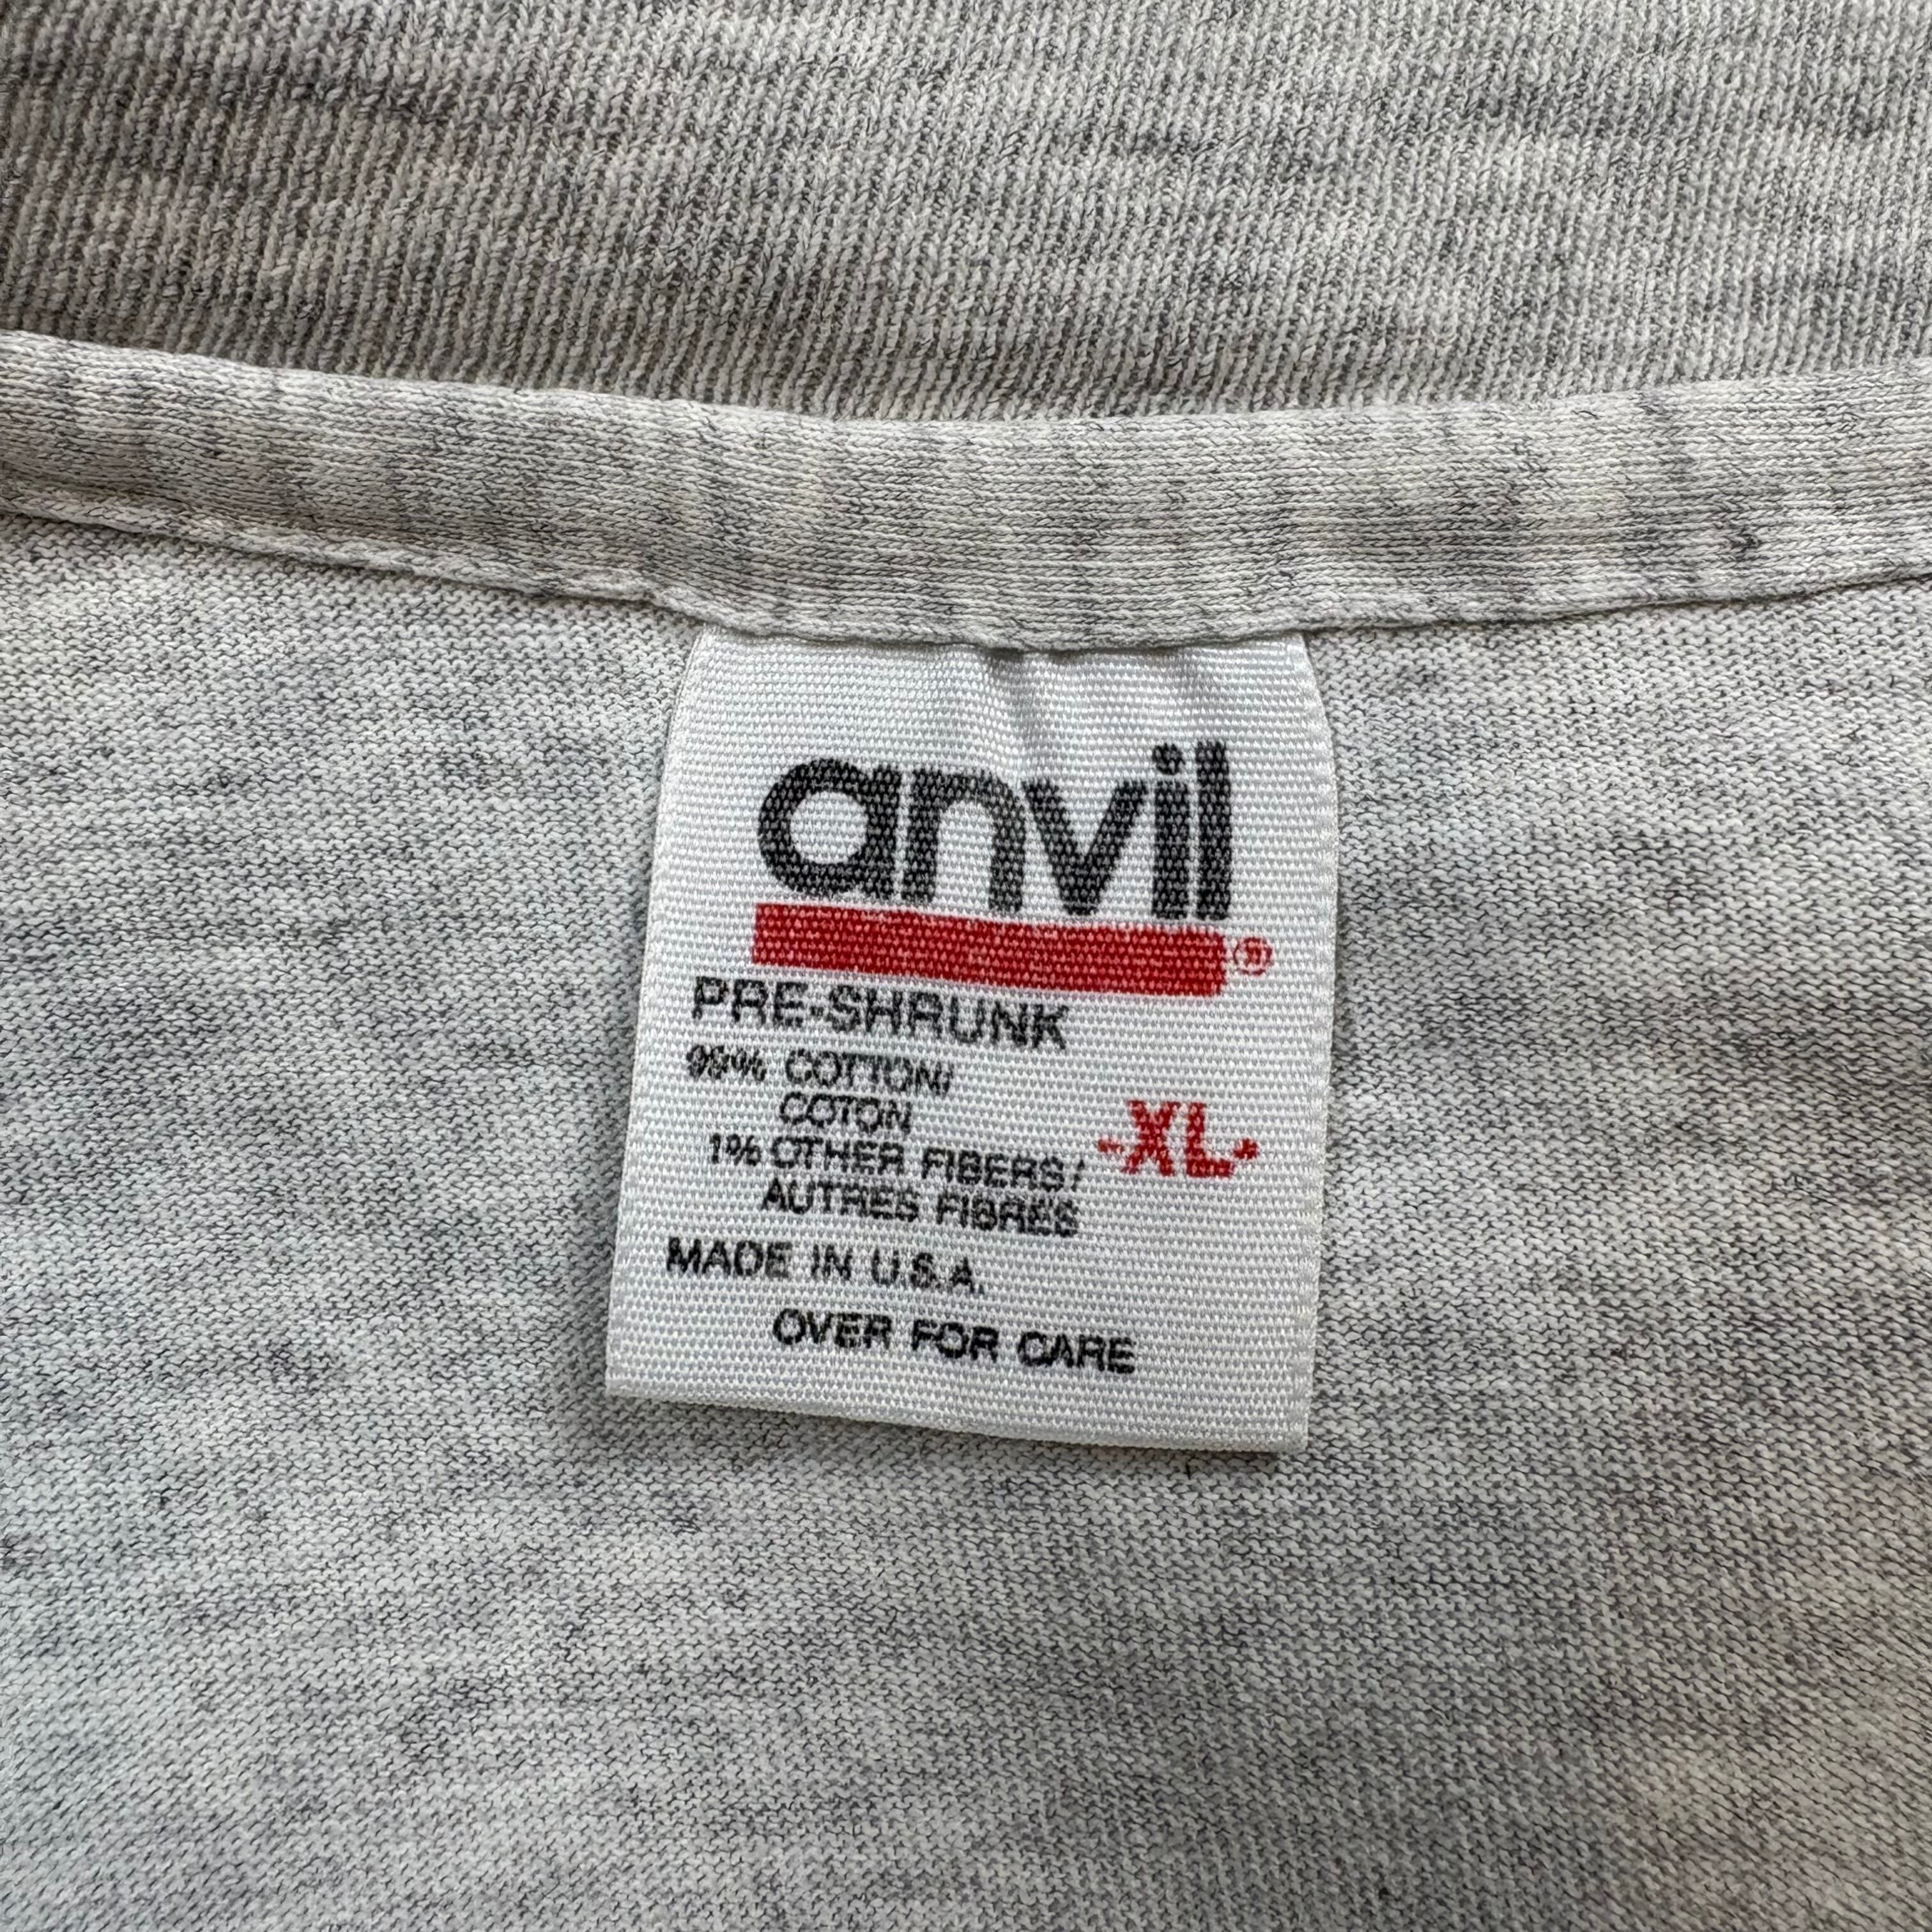 anvil®
PRE-SHRUNK
99% COTTON/
COTON
1% OTHER FIBERS/
AUTRES FIBRES
-XL-
MADE IN U.S.A.
OVER FOR CARE